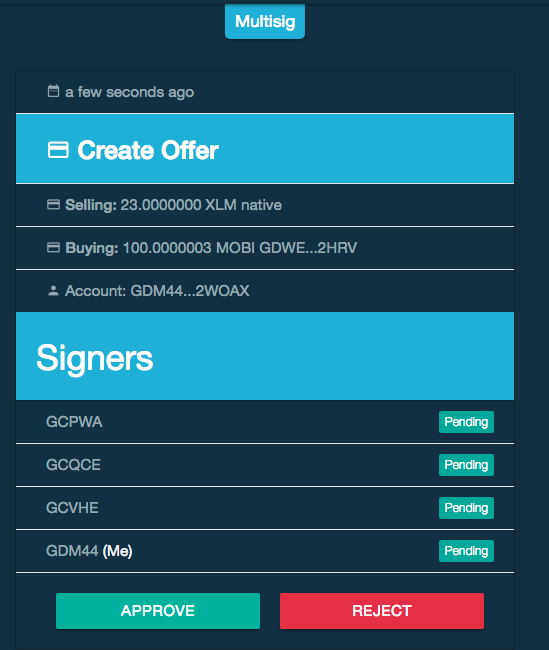 Multisig
a few seconds ago
Create Offer
Selling: 23.0000000 XLM native
Buying: 100.0000003 MOBI GDWE...2HRV
Account: GDM44...2WOAX
Signers
GCPWA Pending
GCQCE Pending
GCVHE Pending
GDM44 (Me) Pending
APPROVE REJECT